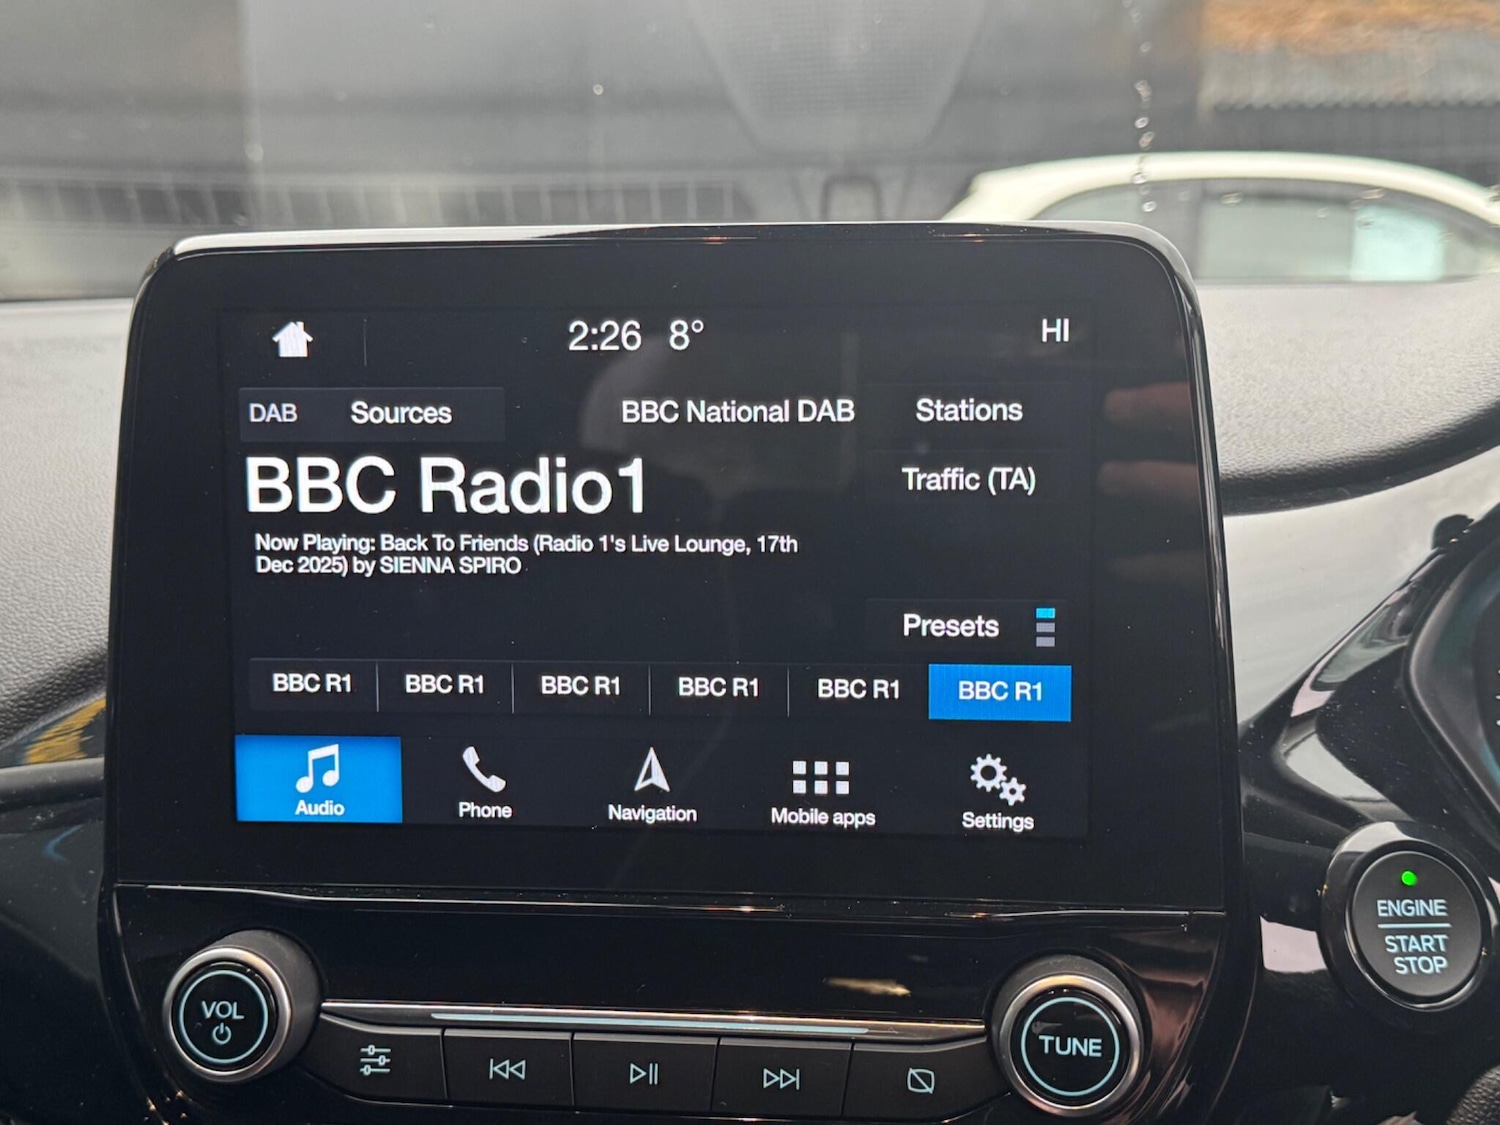 2:26 8°
HI
DAB Sources
BBC National DAB
Stations
BBC Radio1
Traffic (TA)
Now Playing: Back To Friends (Radio 1's Live Lounge, 17th
Dec 2025) by SIENNA SPIRO
Presets
BBC R1 BBC R1 BBC R1 BBC R1 BBC R1 BBC R1
Audio Phone Navigation Mobile apps Settings
ENGINE
START
STOP
VOL
TUNE